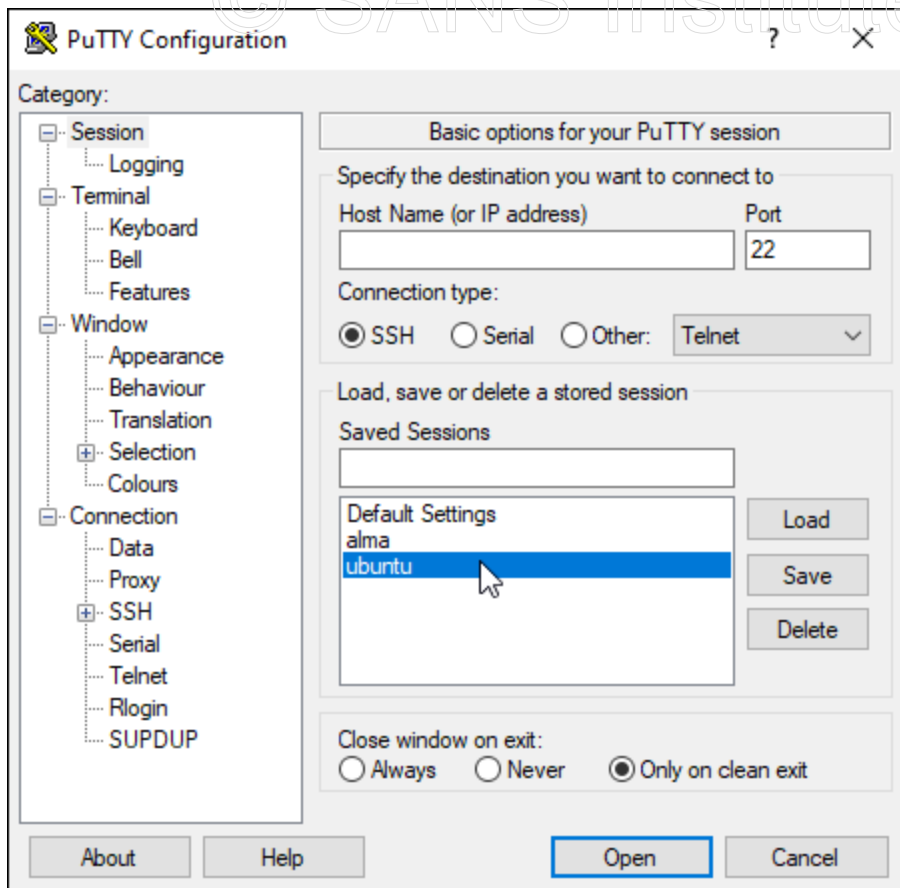 © SANS Institute
PuTTY Configuration
?
Category:
Session
Logging
Terminal
Keyboard
Bell
Features
Window
Appearance
Behaviour
Translation
Selection
Colours
Connection
Data
Proxy
SSH
Serial
Telnet
Rlogin
SUPDUP
Basic options for your PuTTY session
Specify the destination you want to connect to
Host Name (or IP address) Port
22
Connection type:
SSH Serial Other: Telnet
Load, save or delete a stored session
Saved Sessions
Default Settings
alma
ubuntu
Load
Save
Delete
Close window on exit:
Always Never Only on clean exit
About Help Open Cancel